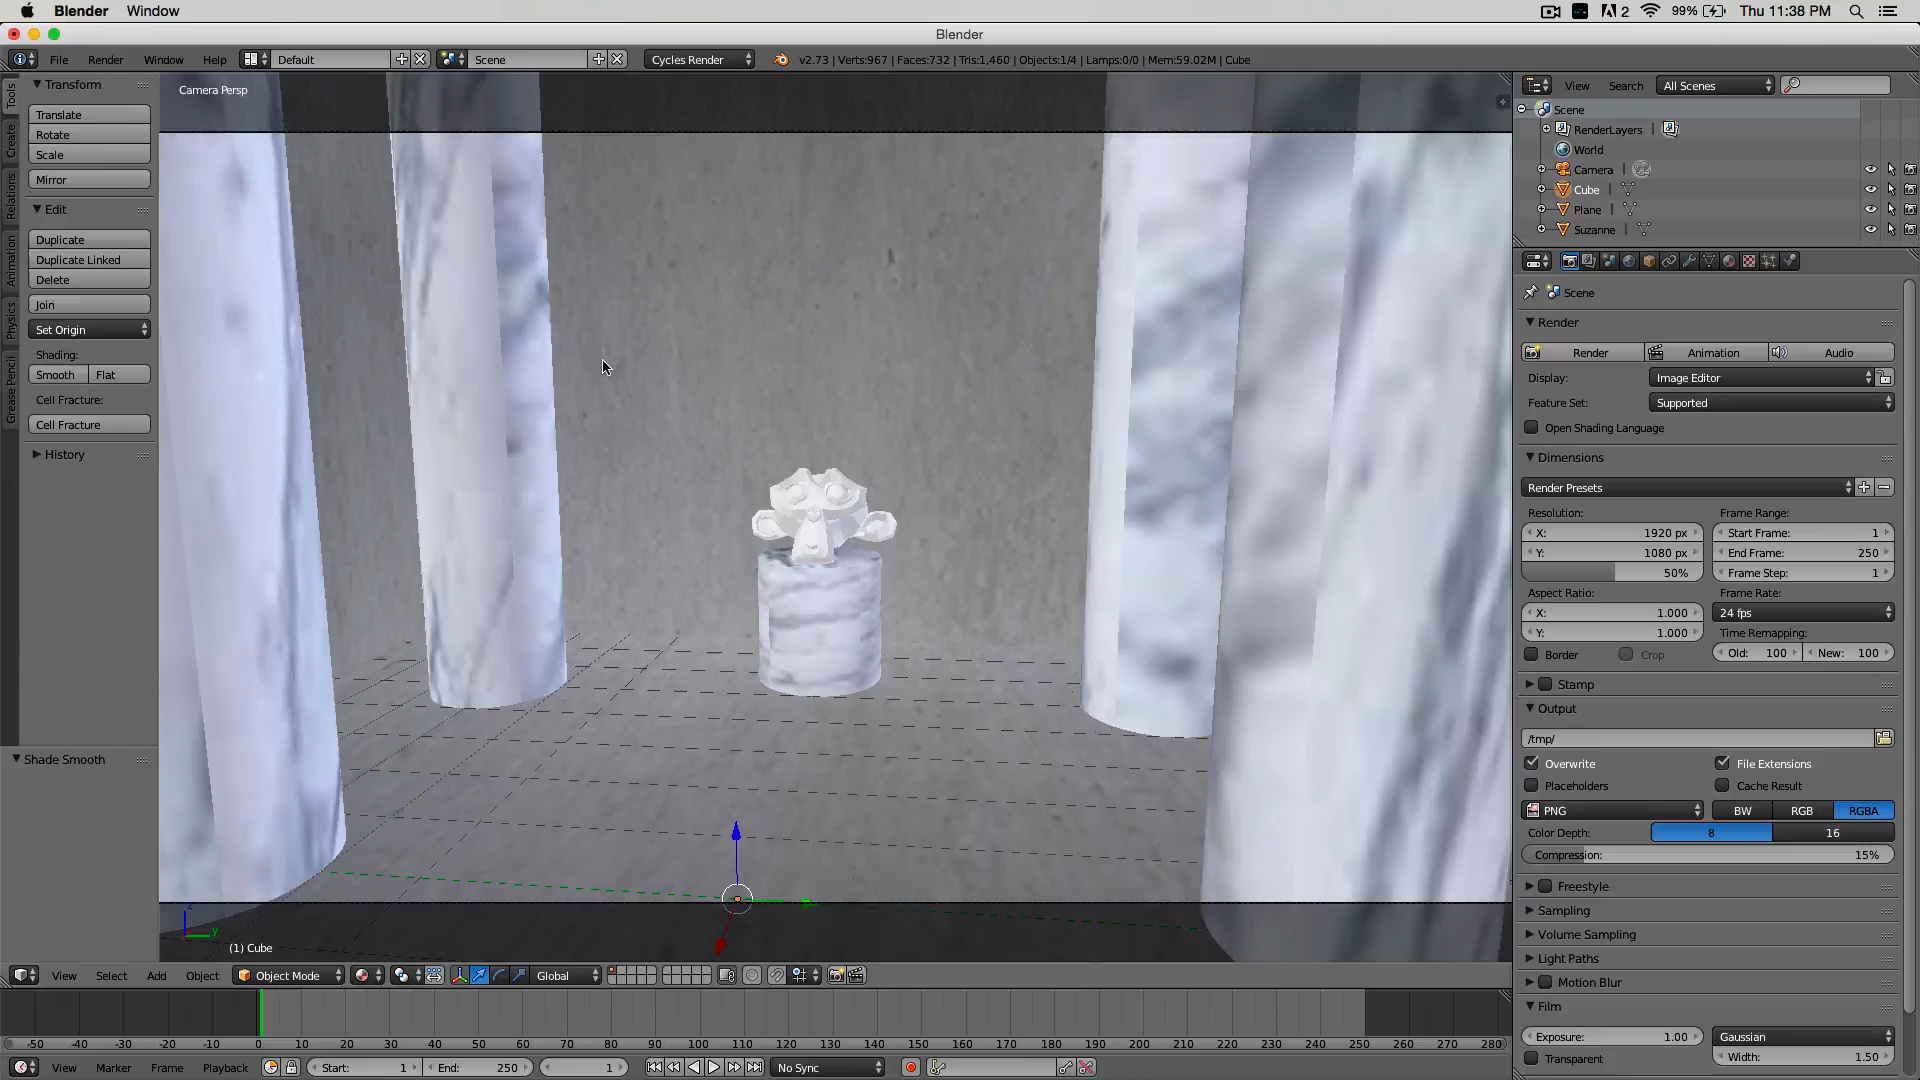 Blender Window 2 99% Thu 11:38 PM
Blender
File Render Window Help Default Scene Cycles Render v2.73 | Verts:967 | Faces:732 | Tris:1,460 | Objects:1/4 | Lamps:0/0 | Mem:59.02M | Cube
Tools
Create
Relations
Animation
Physics
Grease Pencil
Transform
Translate
Rotate
Scale
Mirror
Edit
Duplicate
Duplicate Linked
Delete
Join
Set Origin
Shading:
Smooth Flat
Cell Fracture:
Cell Fracture
History
Shade Smooth
Camera Persp
z
y
(1) Cube
View Select Add Object Object Mode Global
-50 -40 -30 -20 -10 0 10 20 30 40 50 60 70 80 90 100 110 120 130 140 150 160 170 180 190 200 210 220 230 240 250 260 270 280
View Marker Frame Playback Start: 1 End: 250 1 No Sync
View Search All Scenes
Scene
RenderLayers
World
Camera
Cube
Plane
Suzanne
Scene
Render
Render Animation Audio
Display: Image Editor
Feature Set: Supported
Open Shading Language
Dimensions
Render Presets
Resolution: Frame Range:
X: 1920 px Start Frame: 1
Y: 1080 px End Frame: 250
50% Frame Step: 1
Aspect Ratio: Frame Rate:
X: 1.000 24 fps
Y: 1.000 Time Remapping:
Border Crop Old: 100 New: 100
Stamp
Output
/tmp/
Overwrite File Extensions
Placeholders Cache Result
PNG BW RGB RGBA
Color Depth: 8 16
Compression: 15%
Freestyle
Sampling
Volume Sampling
Light Paths
Motion Blur
Film
Exposure: 1.00 Gaussian
Transparent Width: 1.50